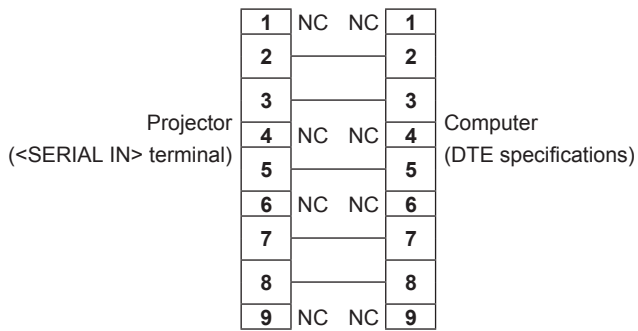 1 NC NC 1
2 2
3 3
Projector
(<SERIAL IN> terminal)
4 NC NC 4
Computer
(DTE specifications)
5 5
6 NC NC 6
7 7
8 8
9 NC NC 9